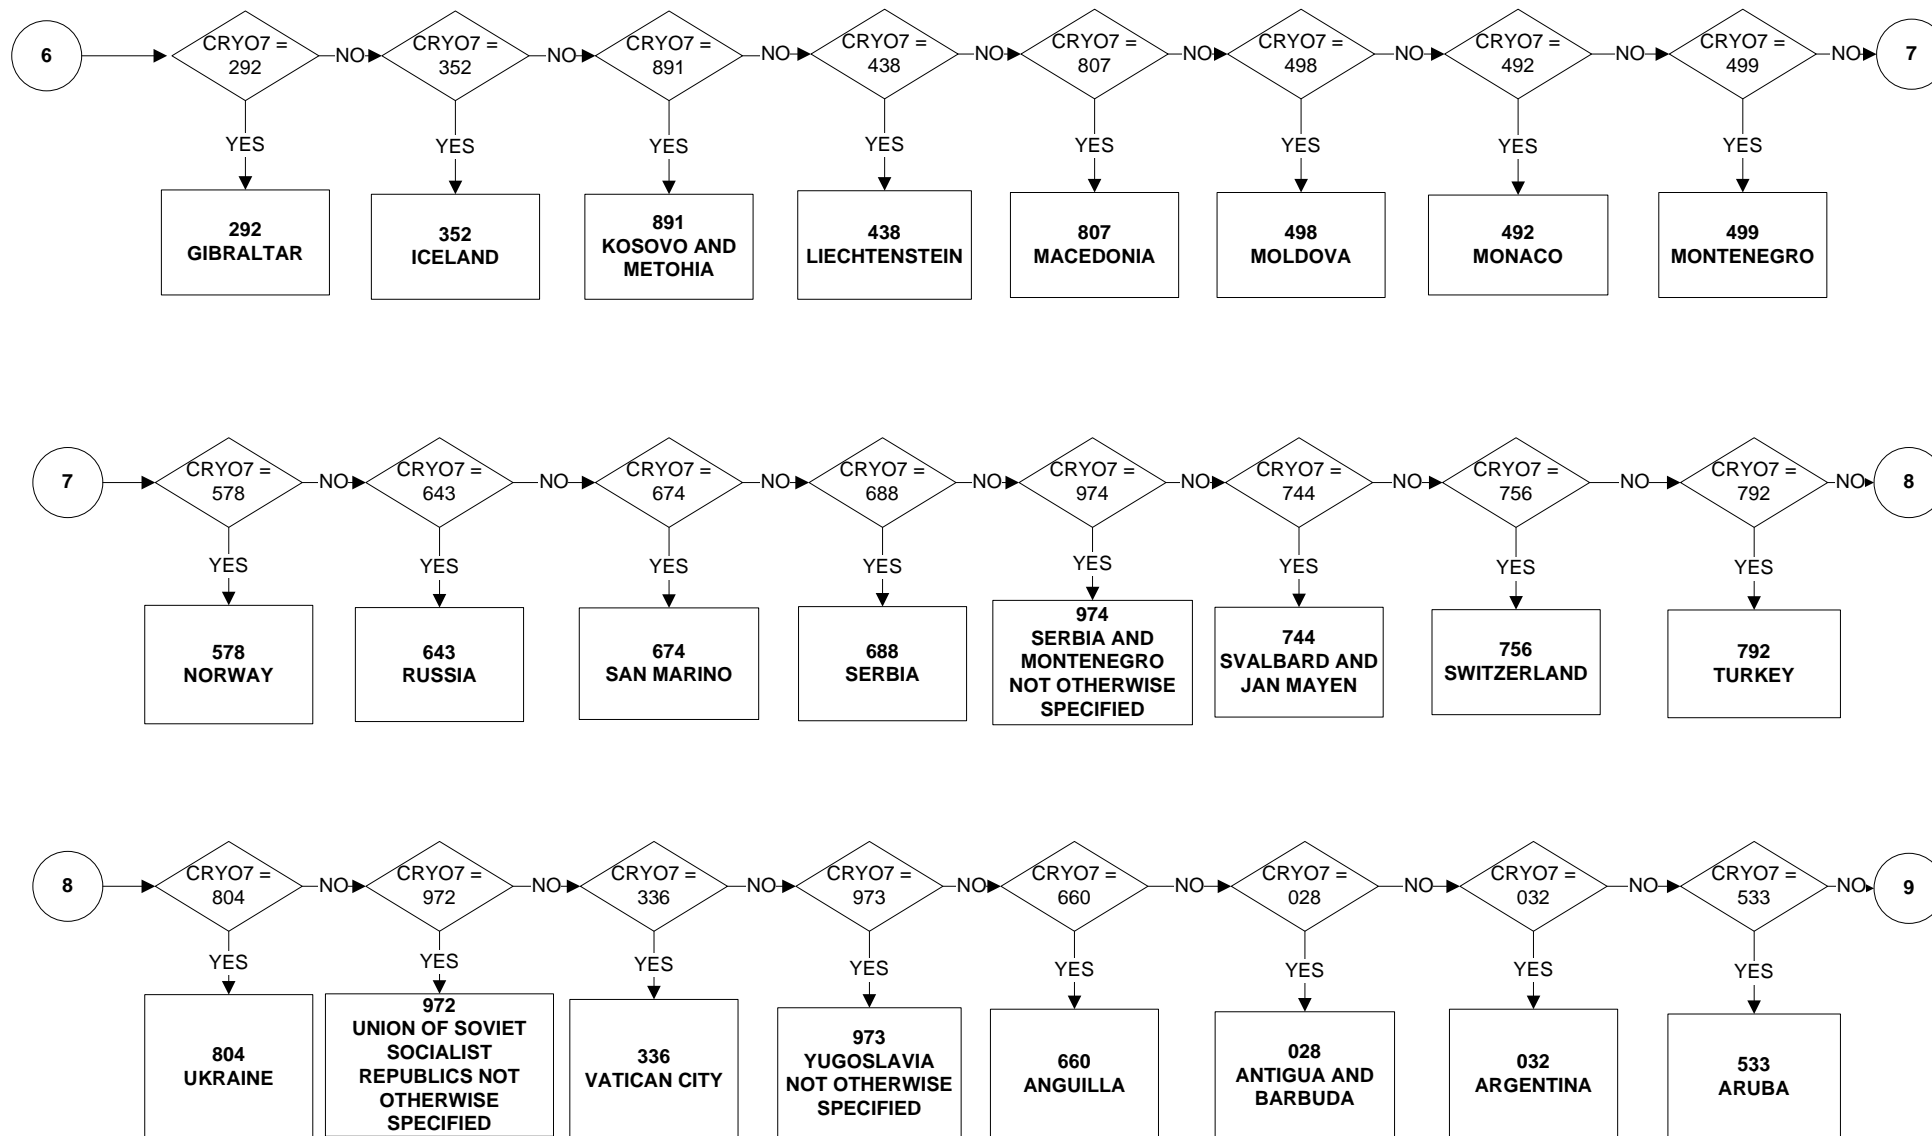 6
CRYO7 =
292
NO
CRYO7 =
352
NO
CRYO7 =
891
NO
CRYO7 =
438
NO
CRYO7 =
807
NO
CRYO7 =
498
NO
CRYO7 =
492
NO
CRYO7 =
499
NO
7
YES
YES
YES
YES
YES
YES
YES
YES
292
GIBRALTAR
352
ICELAND
891
KOSOVO AND
METOHIA
438
LIECHTENSTEIN
807
MACEDONIA
498
MOLDOVA
492
MONACO
499
MONTENEGRO
7
CRYO7 =
578
NO
CRYO7 =
643
NO
CRYO7 =
674
NO
CRYO7 =
688
NO
CRYO7 =
974
NO
CRYO7 =
744
NO
CRYO7 =
756
NO
CRYO7 =
792
NO
8
YES
YES
YES
YES
YES
YES
YES
YES
578
NORWAY
643
RUSSIA
674
SAN MARINO
688
SERBIA
974
SERBIA AND
MONTENEGRO
NOT OTHERWISE
SPECIFIED
744
SVALBARD AND
JAN MAYEN
756
SWITZERLAND
792
TURKEY
8
CRYO7 =
804
NO
CRYO7 =
972
NO
CRYO7 =
336
NO
CRYO7 =
973
NO
CRYO7 =
660
NO
CRYO7 =
028
NO
CRYO7 =
032
NO
CRYO7 =
533
NO
9
YES
YES
YES
YES
YES
YES
YES
YES
804
UKRAINE
972
UNION OF SOVIET
SOCIALIST
REPUBLICS NOT
OTHERWISE
SPECIFIED
336
VATICAN CITY
973
YUGOSLAVIA
NOT OTHERWISE
SPECIFIED
660
ANGUILLA
028
ANTIGUA AND
BARBUDA
032
ARGENTINA
533
ARUBA